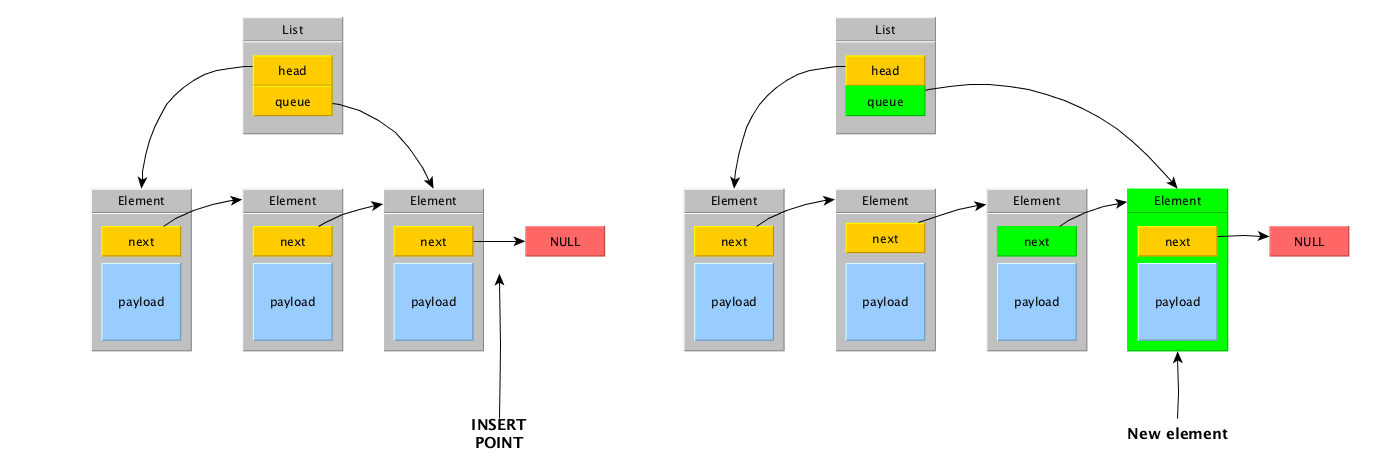 List
head
queue
Element
next
payload
Element
next
payload
Element
next
payload
NULL
INSERT
POINT
List
head
queue
Element
next
payload
Element
next
payload
Element
next
payload
Element
next
payload
NULL
New element